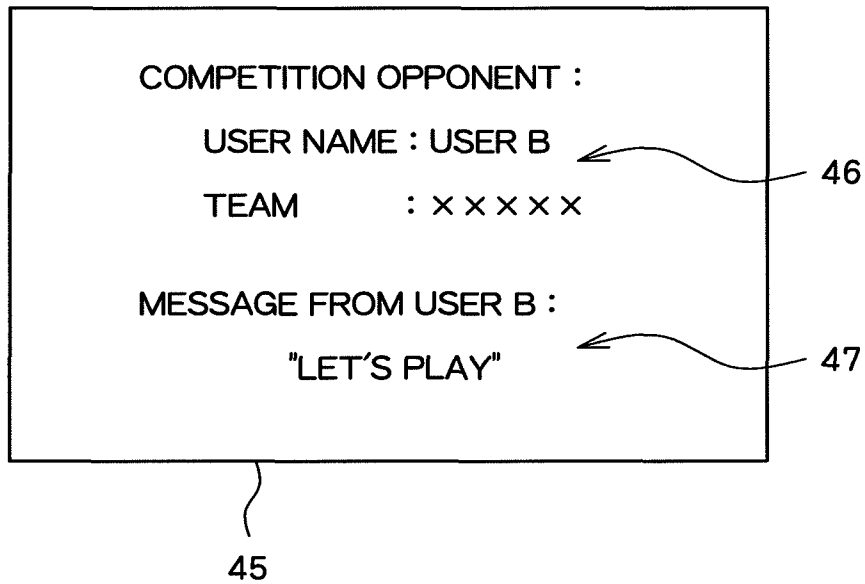 COMPETITION OPPONENT :
USER NAME : USER B
46
TEAM : × × × × ×
MESSAGE FROM USER B :
47
"LET'S PLAY"
45